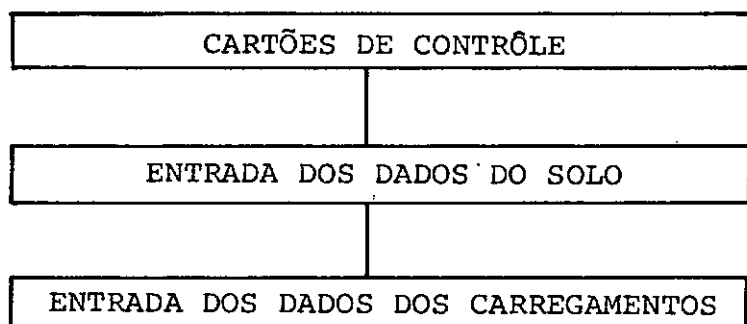 CARTÕES DE CONTRÔLE
ENTRADA DOS DADOS DO SOLO
ENTRADA DOS DADOS DOS CARREGAMENTOS